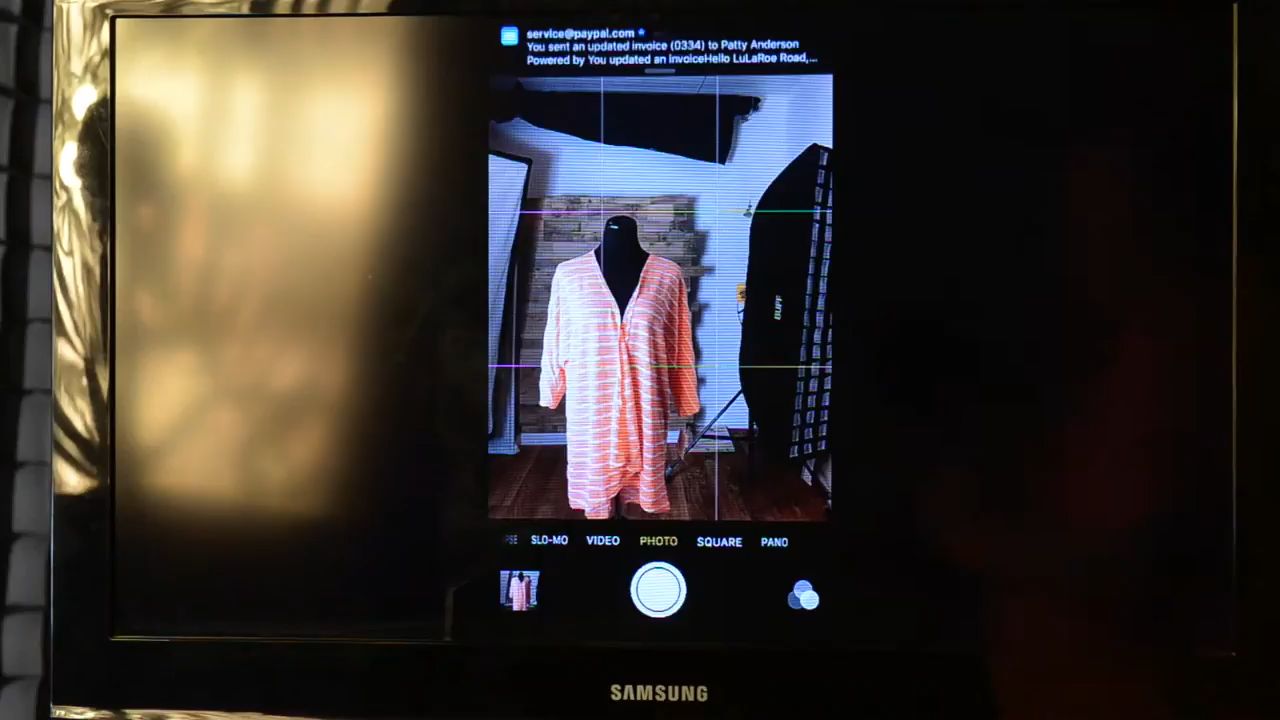 service@paypal.com
You sent an updated invoice (0334) to Patty Anderson
Powered by You updated an invoiceHello LuLaRoe Road,...
BUFF
SLO-MO VIDEO PHOTO SQUARE PANO
SAMSUNG